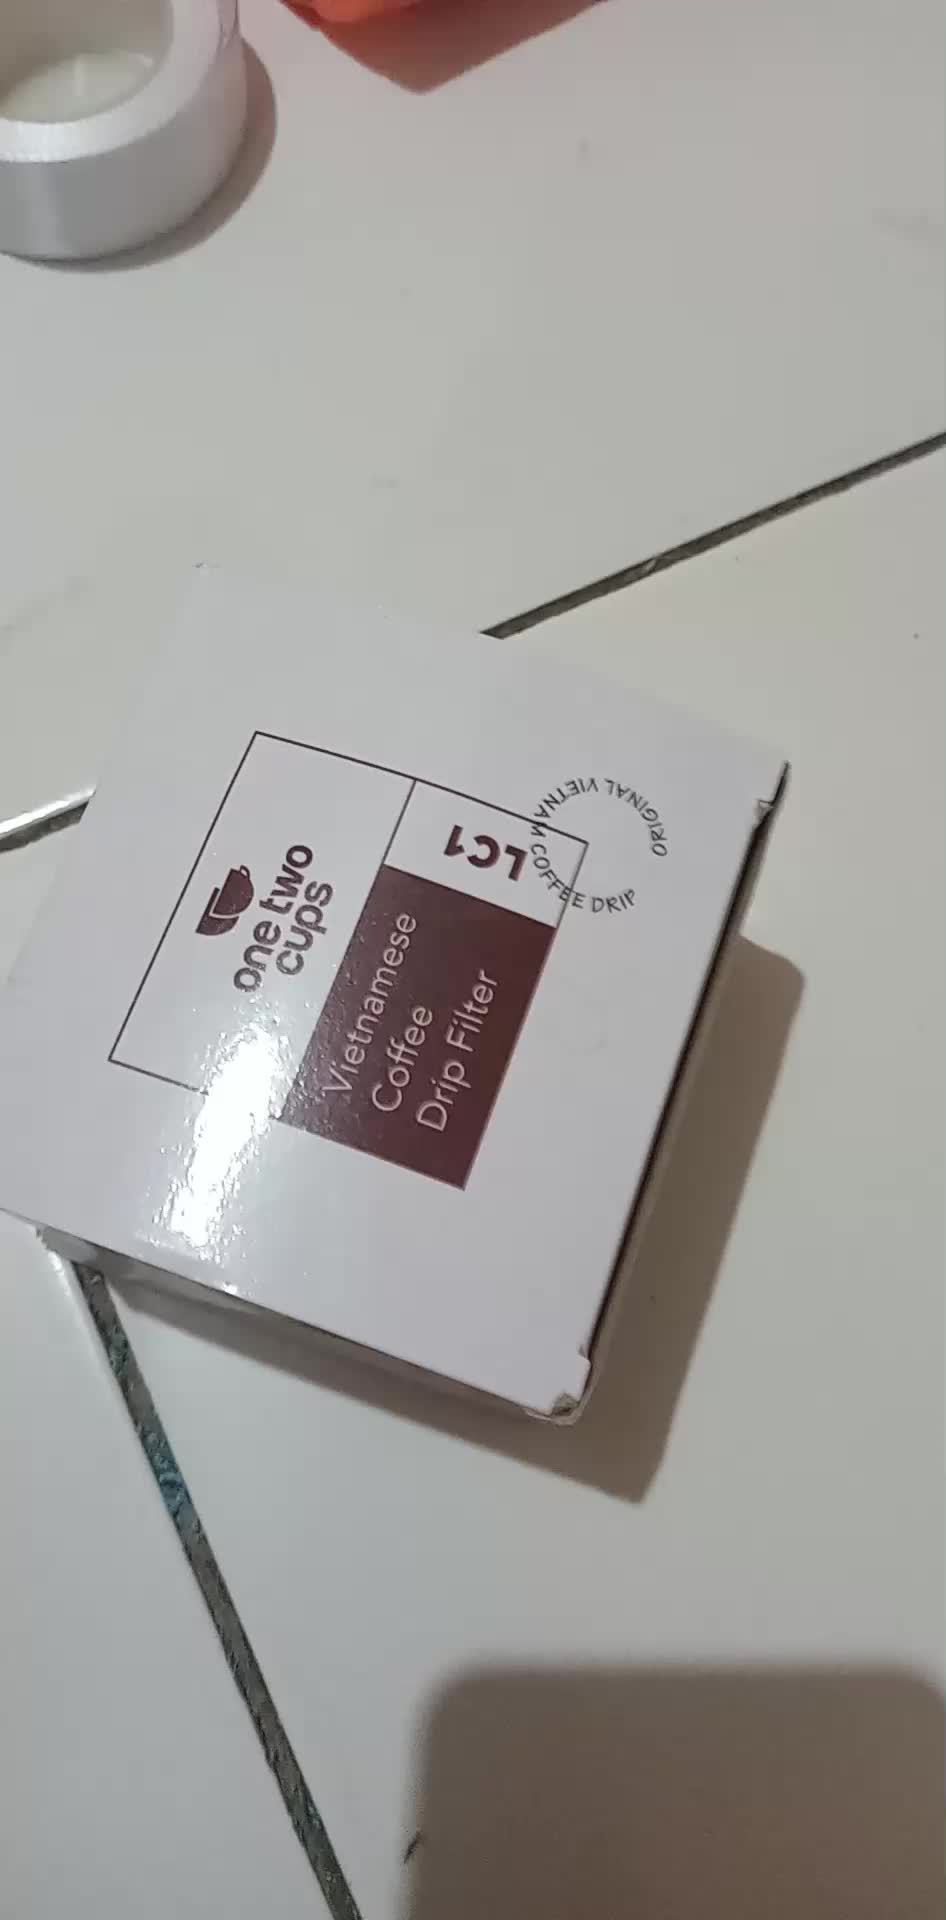 one two
cups
LC1
Vietnamese
Coffee
Drip Filter
ORIGINAL VIETNAM COFFEE DRIP